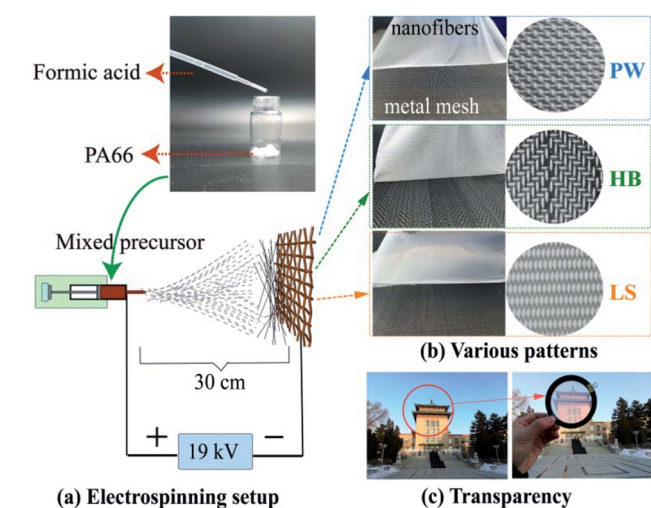 Formic acid
PA66
Mixed precursor
30 cm
+
−
19 kV
(a) Electrospinning setup
nanofibers
metal mesh
PW
HB
LS
(b) Various patterns
(c) Transparency